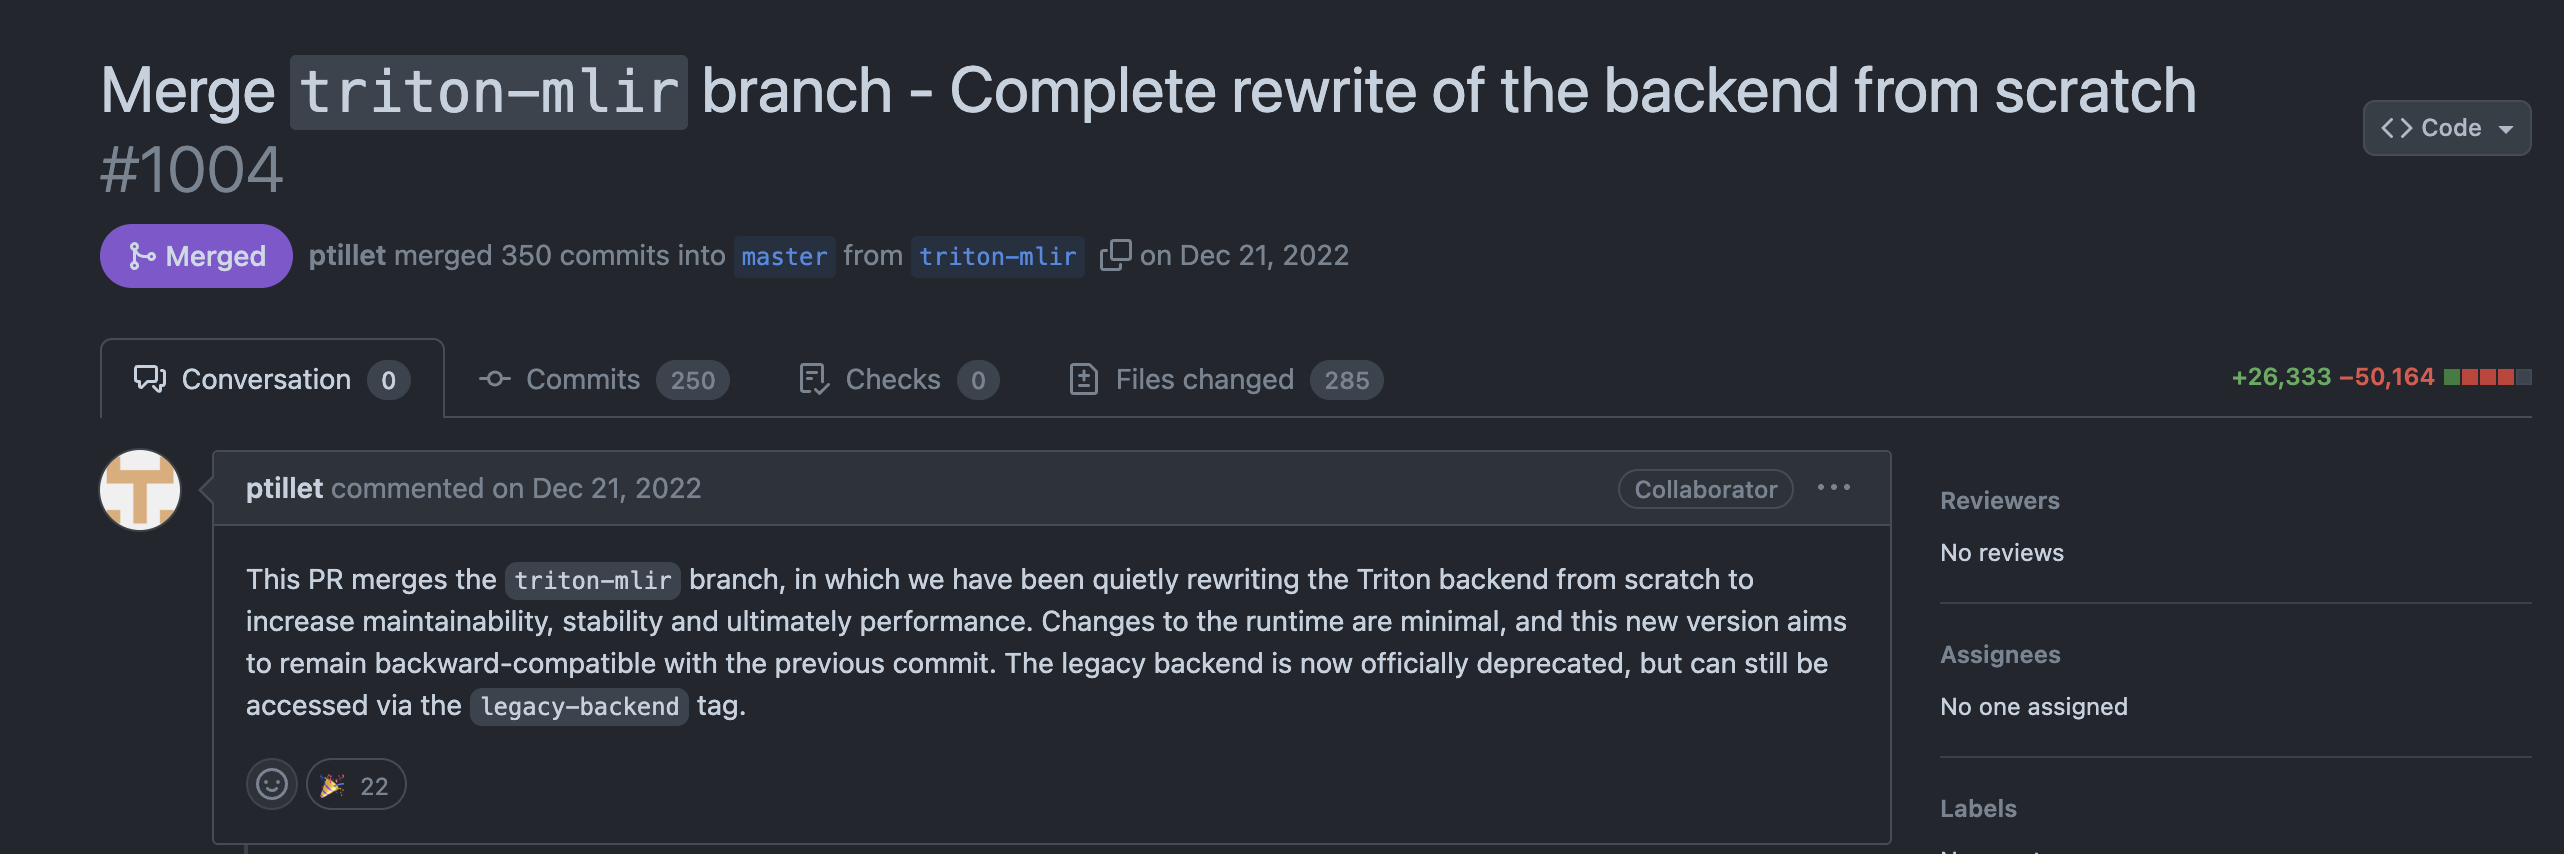 Merge triton-mlir branch - Complete rewrite of the backend from scratch
#1004
<> Code
Merged ptillet merged 350 commits into master from triton-mlir on Dec 21, 2022
Conversation 0 Commits 250 Checks 0 Files changed 285 +26,333 −50,164
ptillet commented on Dec 21, 2022 Collaborator ...
This PR merges the triton-mlir branch, in which we have been quietly rewriting the Triton backend from scratch to
increase maintainability, stability and ultimately performance. Changes to the runtime are minimal, and this new version aims
to remain backward-compatible with the previous commit. The legacy backend is now officially deprecated, but can still be
accessed via the legacy-backend tag.
22
Reviewers
No reviews
Assignees
No one assigned
Labels